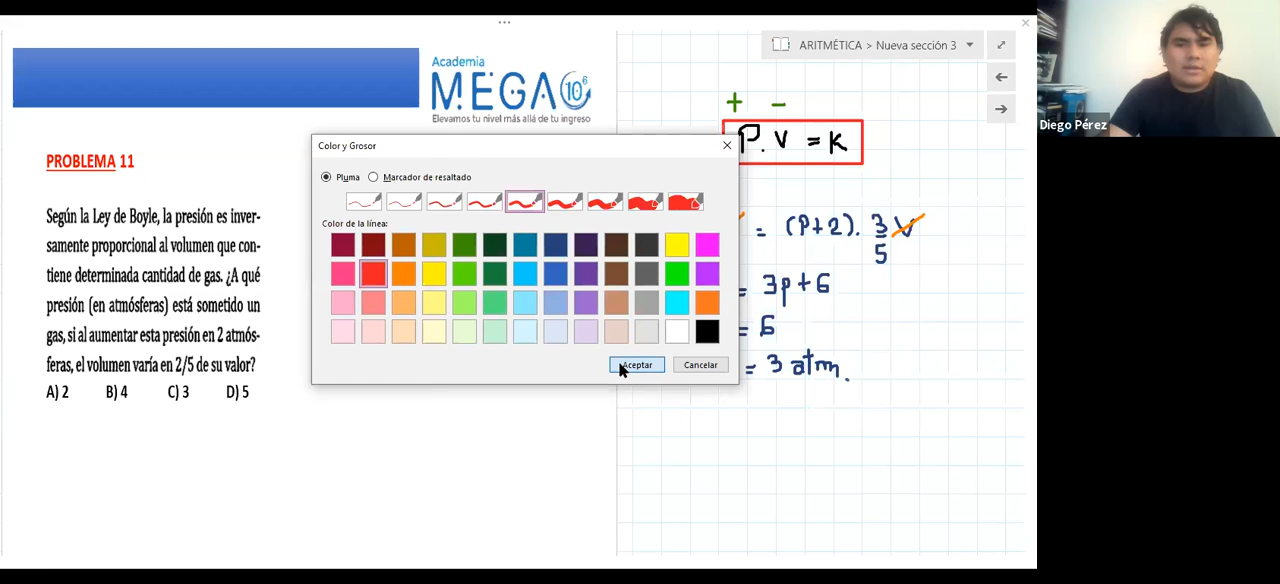 ...
ARITMÉTICA > Nueva sección 3
Academia
MEGA 10⁶
Elevamos tu nivel más allá de tu ingreso
Diego Pérez
PROBLEMA 11
Según la Ley de Boyle, la presión es inver-
samente proporcional al volumen que con-
tiene determinada cantidad de gas. ¿A qué
presión (en atmósferas) está sometido un
gas, si al aumentar esta presión en 2 atmós-
feras, el volumen varía en 2/5 de su valor?
A) 2 B) 4 C) 3 D) 5
Color y Grosor
Pluma Marcador de resaltado
Color de la línea:
Aceptar Cancelar
+ -
P. V = K
= (P+2). 3/5 V
= 3p+6
= 6
= 3 atm.